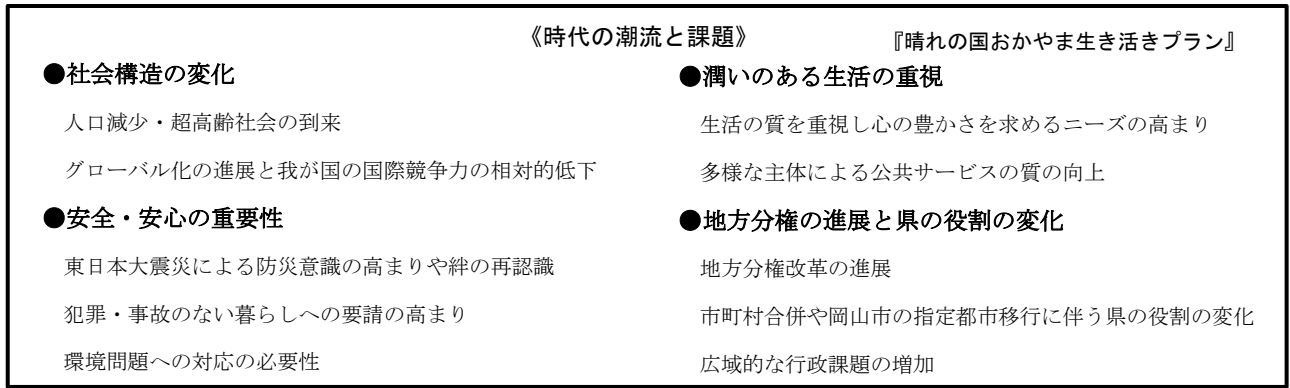 《時代の潮流と課題》
『晴れの国おかやま生き活きプラン』
●社会構造の変化
人口減少・超高齢社会の到来
グローバル化の進展と我が国の国際競争力の相対的低下
●安全・安心の重要性
東日本大震災による防災意識の高まりや絆の再認識
犯罪・事故のない暮らしへの要請の高まり
環境問題への対応の必要性
●潤いのある生活の重視
生活の質を重視し心の豊かさを求めるニーズの高まり
多様な主体による公共サービスの質の向上
●地方分権の進展と県の役割の変化
地方分権改革の進展
市町村合併や岡山市の指定都市移行に伴う県の役割の変化
広域的な行政課題の増加